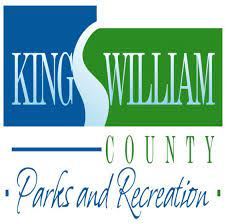 KING WILLIAM
COUNTY
· Parks and Recreation ·